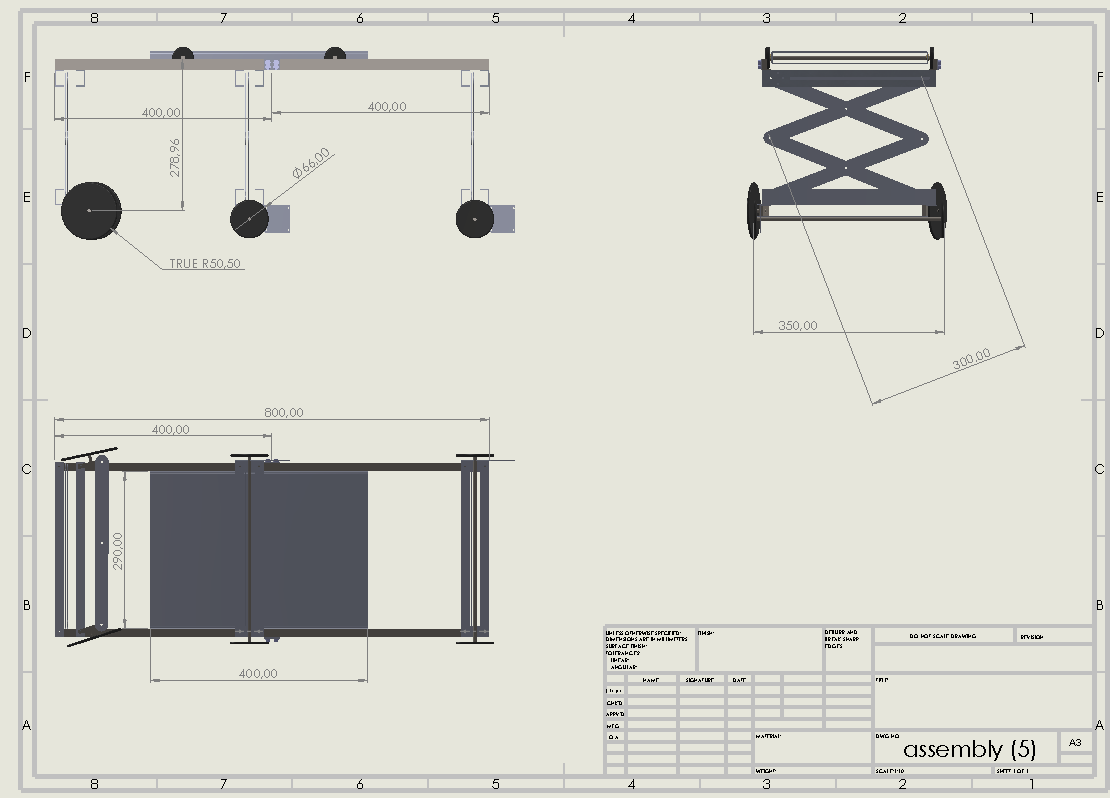 8 7 6 5 4 3 2 1
F F
400,00
400,00
278,96
Ø66,00
E E
TRUE R50,50
350,00
300,00
D D
800,00
400,00
C C
290,00
B B
400,00
UNLESS OTHERWISE SPECIFIED:
DIMENSIONS ARE IN MILLIMETERS
SURFACE FINISH:
TOLERANCES:
LINEAR:
ANGULAR:
FINISH:
DEBURR AND
BREAK SHARP
EDGES
DO NOT SCALE DRAWING
REVISION
NAME
SIGNATURE
DATE
TITLE:
CHK'D
APPV'D
MFG
Q.A
MATERIAL:
DWG NO.
assembly (5)
A3
WEIGHT:
SCALE:1:10
SHEET 1 OF 1
A A
8 7 6 5 4 3 2 1